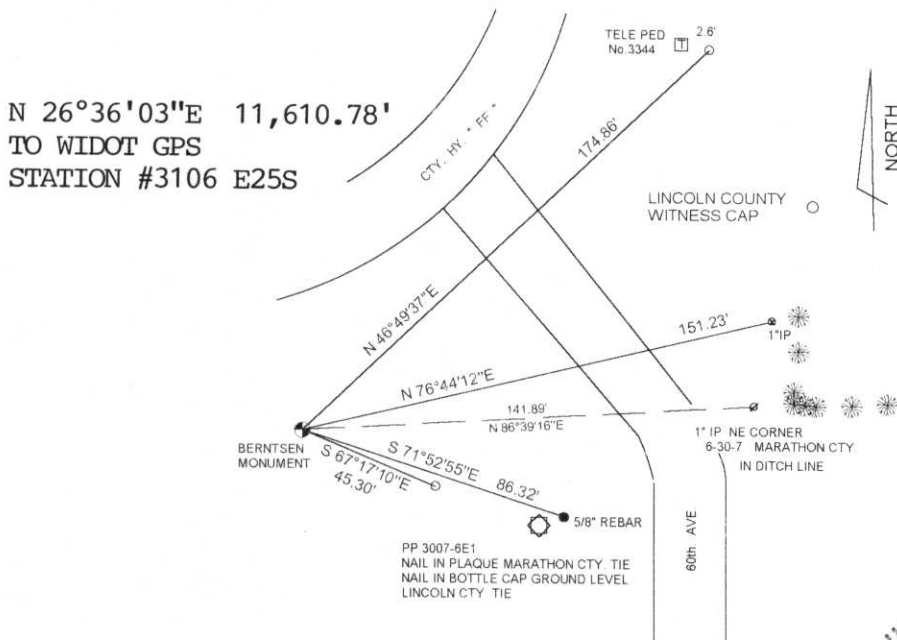 TELE PED
No.3344
T
2.6'
N 26°36'03"E 11,610.78'
TO WIDOT GPS
STATION #3106 E25S
CTY. HY. " FF "
174.86'
NORTH
LINCOLN COUNTY
WITNESS CAP
N 46°49'37"E
151.23'
1"IP
N 76°44'12"E
141.89'
N 86°39'16"E
1" IP NE CORNER
6-30-7 MARATHON CTY.
IN DITCH LINE
BERNTSEN
MONUMENT
S 71°52'55"E
86.32'
S 67°17'10"E
45.30'
5/8" REBAR
60th. AVE
PP 3007-6E1
NAIL IN PLAQUE MARATHON CTY. TIE
NAIL IN BOTTLE CAP GROUND LEVEL
LINCOLN CTY TIE